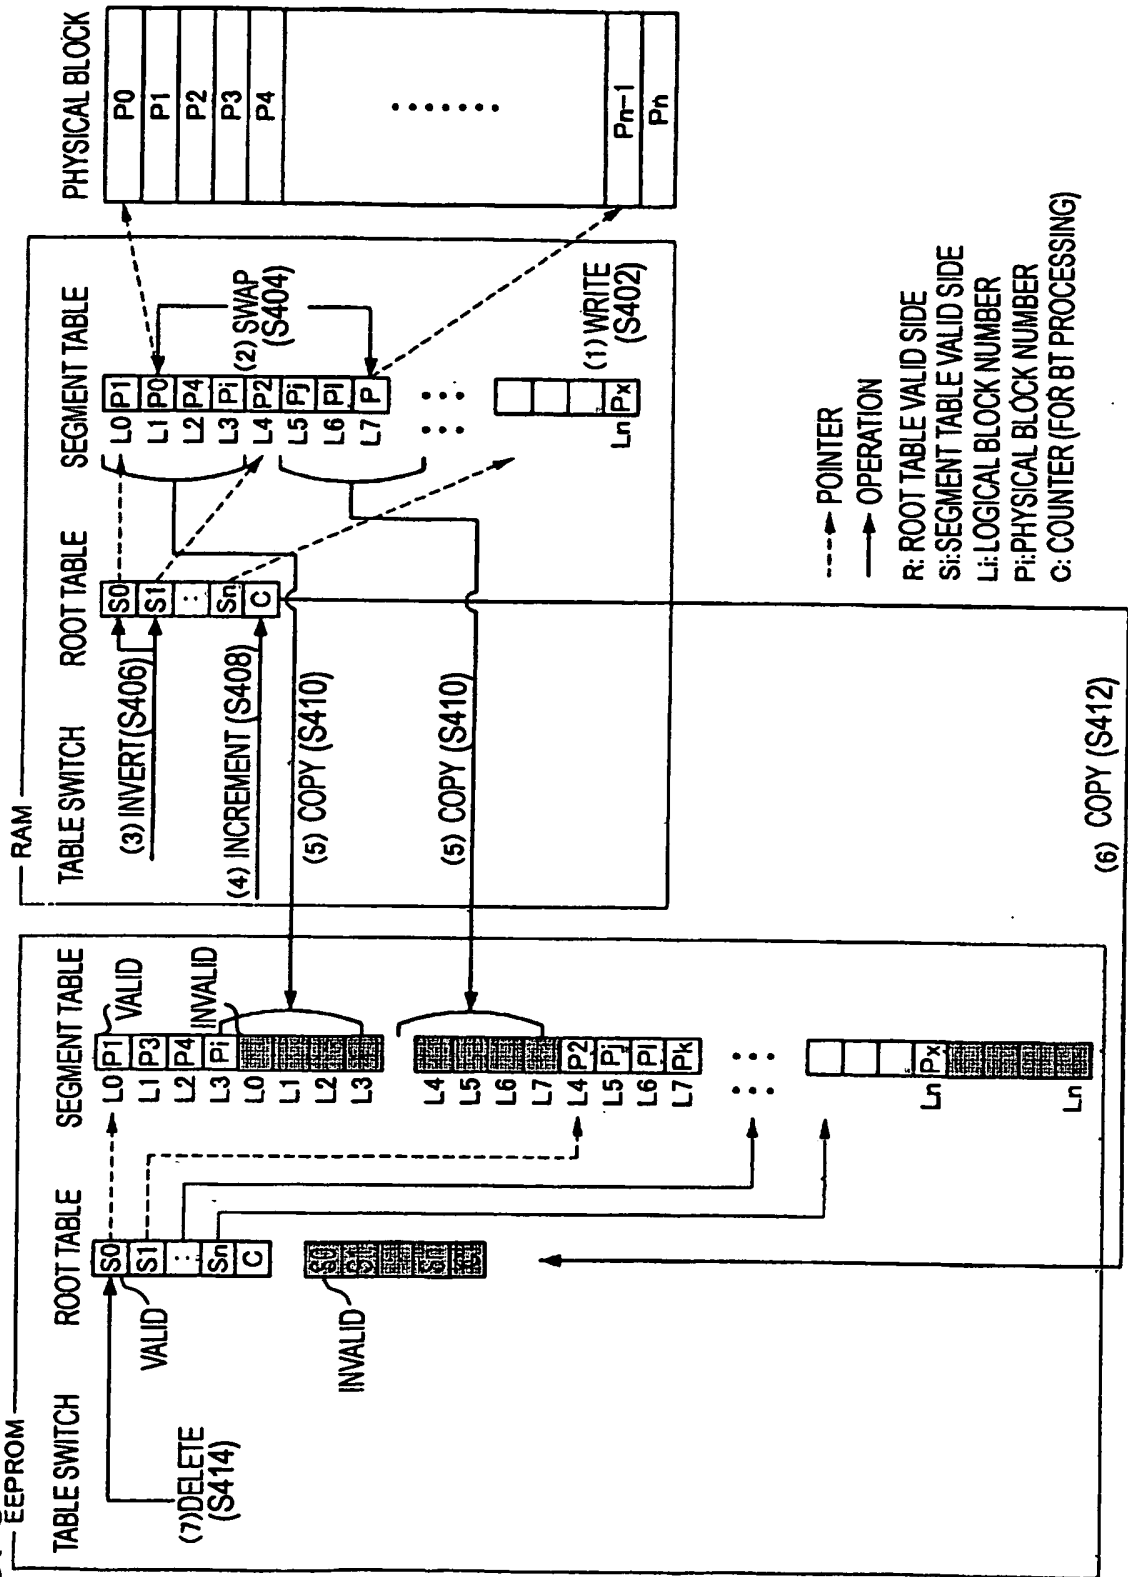 EEPROM
TABLE SWITCH ROOT TABLE SEGMENT TABLE
(7)DELETE
(S414)
VALID
INVALID
S0
S1
:
Sn
C
S0
Sn
VALID
INVALID
L0 P1
L1 P3
L2 P4
L3 Pi
L0
L1
L2
L3
L4
L5
L6
L7
L4 P2
L5 Pj
L6 Pl
L7 Pk
Ln Px
Ln
RAM
TABLE SWITCH ROOT TABLE SEGMENT TABLE
(3) INVERT(S406)
(4) INCREMENT (S408)
(5) COPY (S410)
(5) COPY (S410)
(6) COPY (S412)
S0
S1
:
Sn
C
L0 P1
L1 P0
L2 P4
L3 Pi
L4 P2
L5 Pj
L6 Pl
L7 P
Ln Px
(2) SWAP
(S404)
(1) WRITE
(S402)
PHYSICAL BLOCK
P0
P1
P2
P3
P4
Pn-1
Pn
POINTER
OPERATION
R: ROOT TABLE VALID SIDE
Si:SEGMENT TABLE VALID SIDE
Li:LOGICAL BLOCK NUMBER
Pi:PHYSICAL BLOCK NUMBER
C: COUNTER (FOR BT PROCESSING)